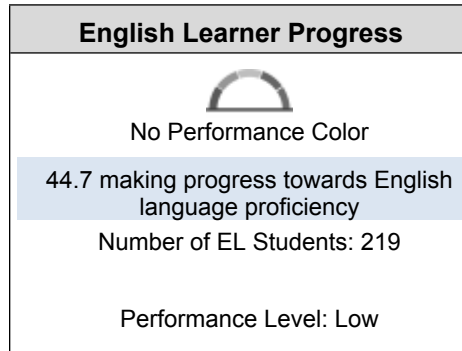 English Learner Progress
No Performance Color
44.7 making progress towards English
language proficiency
Number of EL Students: 219
Performance Level: Low